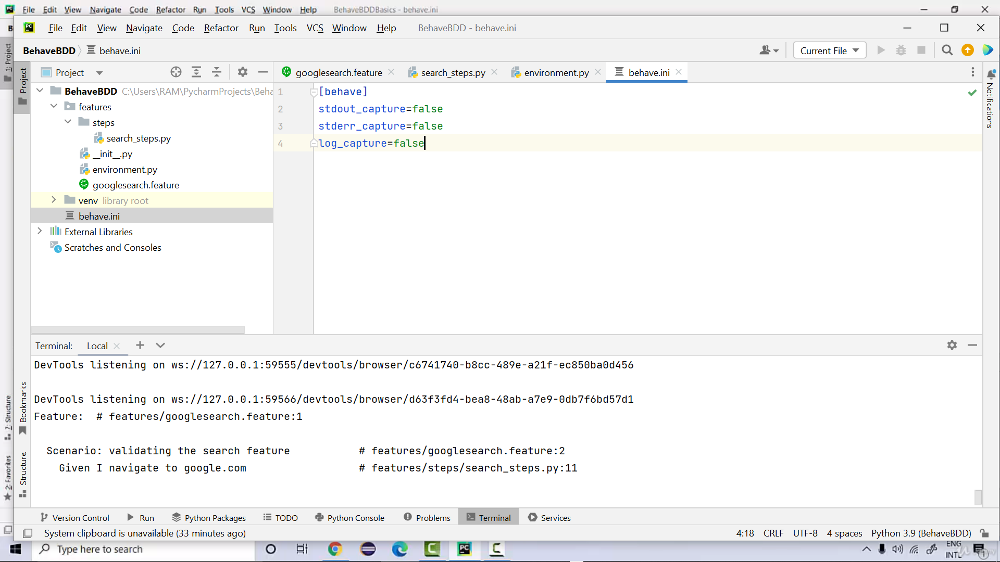 File Edit View Navigate Code Refactor Run Tools VCS Window Help BehaveBDDBasics - behave.ini
File Edit View Navigate Code Refactor Run Tools VCS Window Help BehaveBDD - behave.ini
BehaveBDD behave.ini
Current File
1: Project
Project
Project
googlesearch.feature
search_steps.py
environment.py
behave.ini
BehaveBDD C:\Users\RAM\PycharmProjects\Beha
features
steps
search_steps.py
__init__.py
environment.py
googlesearch.feature
venv library root
behave.ini
External Libraries
Scratches and Consoles
1 [behave]
2 stdout_capture=false
3 stderr_capture=false
4 log_capture=false
Notifications
Terminal: Local
DevTools listening on ws://127.0.0.1:59555/devtools/browser/c6741740-b8cc-489e-a21f-ec850ba0d456
DevTools listening on ws://127.0.0.1:59566/devtools/browser/d63f3fd4-bea8-48ab-a7e9-0db7f6bd57d1
Feature: # features/googlesearch.feature:1
Scenario: validating the search feature # features/googlesearch.feature:2
Given I navigate to google.com # features/steps/search_steps.py:11
7: Structure
2: Favorites
Bookmarks
Structure
Version Control Run Python Packages TODO Python Console Problems Terminal Services
System clipboard is unavailable (33 minutes ago)
4:18 CRLF UTF-8 4 spaces Python 3.9 (BehaveBDD)
Type here to search
ENG
INTL